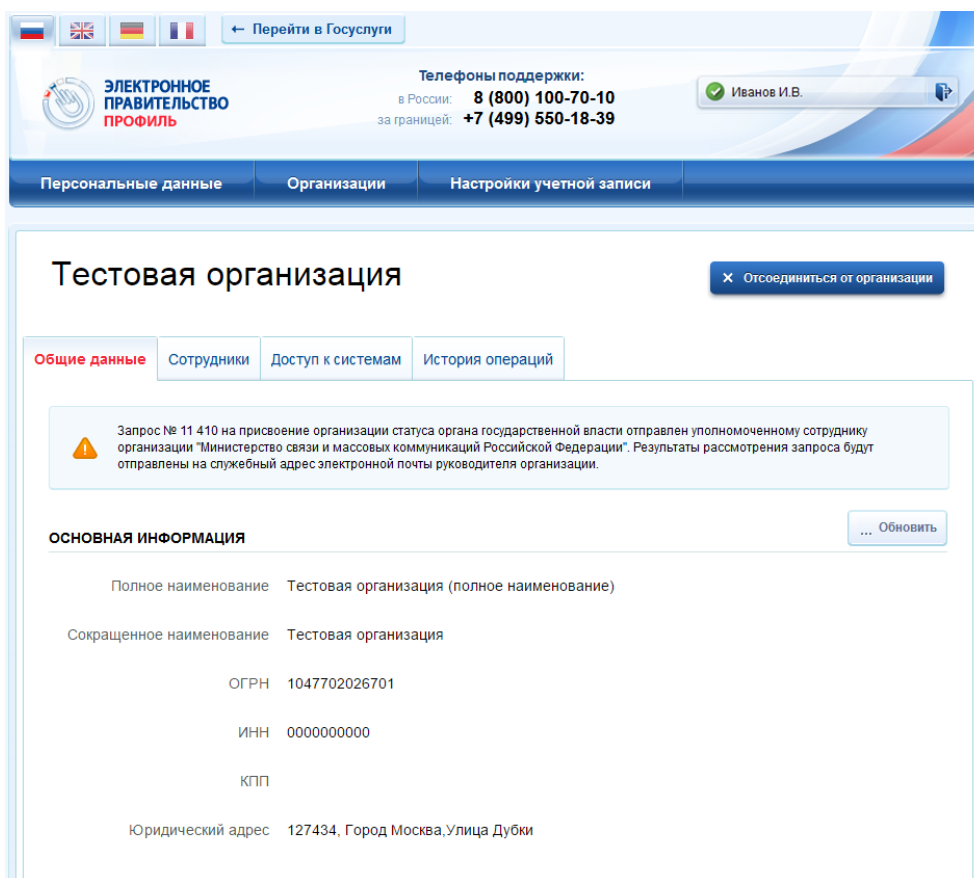 ← Перейти в Госуслуги
ЭЛЕКТРОННОЕ
ПРАВИТЕЛЬСТВО
ПРОФИЛЬ
Телефоны поддержки:
в России: 8 (800) 100-70-10
за границей: +7 (499) 550-18-39
Иванов И.В.
Персональные данные Организации Настройки учетной записи
Тестовая организация
× Отсоединиться от организации
Общие данные Сотрудники Доступ к системам История операций
Запрос № 11 410 на присвоение организации статуса органа государственной власти отправлен уполномоченному сотруднику
организации "Министерство связи и массовых коммуникаций Российской Федерации". Результаты рассмотрения запроса будут
отправлены на служебный адрес электронной почты руководителя организации.
ОСНОВНАЯ ИНФОРМАЦИЯ
... Обновить
Полное наименование Тестовая организация (полное наименование)
Сокращенное наименование Тестовая организация
ОГРН 1047702026701
ИНН 0000000000
КПП
Юридический адрес 127434, Город Москва,Улица Дубки